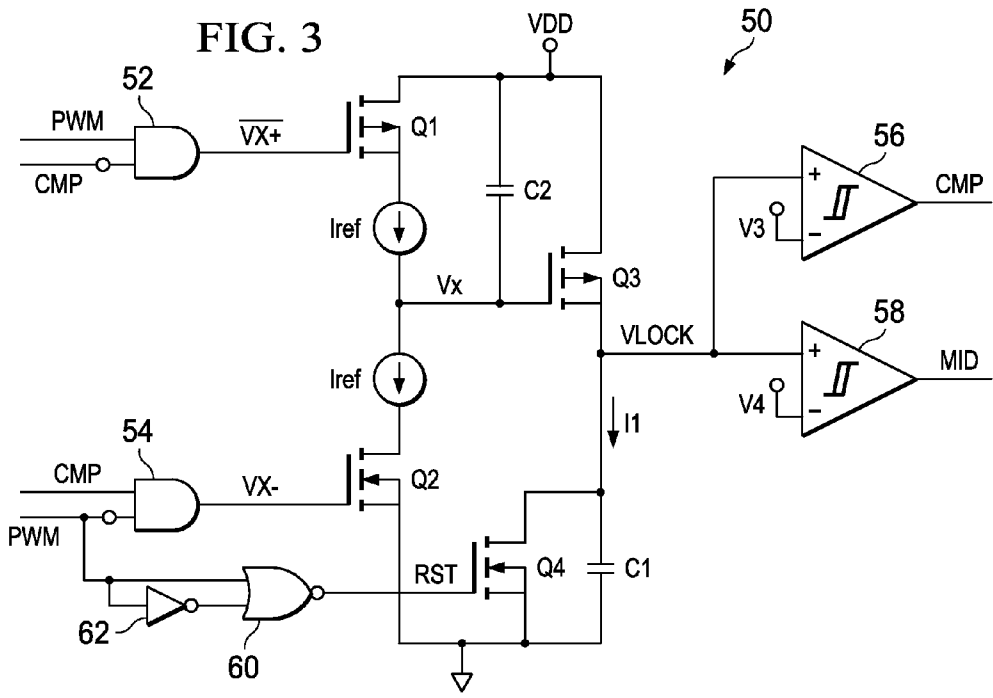 FIG. 3
VDD
50
52
PWM
CMP
V̅X̅+̅
Q1
C2
Iref
56
CMP
V3
+
−
Vx
Q3
VLOCK
58
MID
V4
+
−
Iref
I1
54
CMP
PWM
VX-
Q2
RST
Q4
C1
62
60